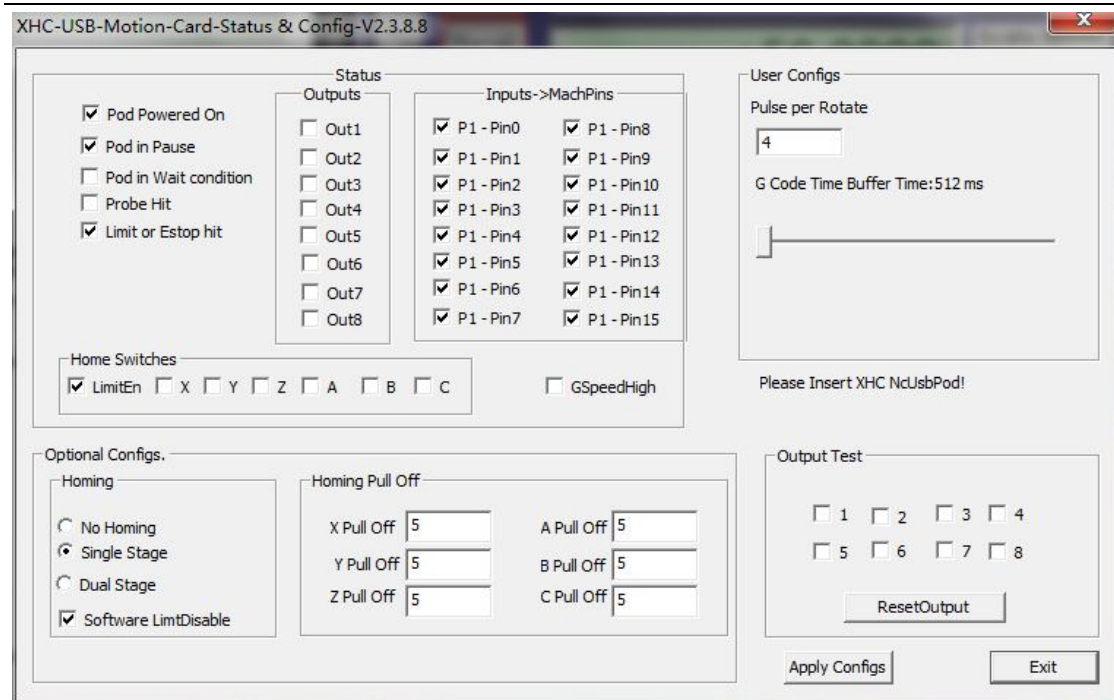 XHC-USB-Motion-Card-Status & Config-V2.3.8.8
Status
Pod Powered On
Pod in Pause
Pod in Wait condition
Probe Hit
Limit or Estop hit
Outputs
Out1
Out2
Out3
Out4
Out5
Out6
Out7
Out8
Inputs->MachPins
P1 - Pin0 P1 - Pin8
P1 - Pin1 P1 - Pin9
P1 - Pin2 P1 - Pin10
P1 - Pin3 P1 - Pin11
P1 - Pin4 P1 - Pin12
P1 - Pin5 P1 - Pin13
P1 - Pin6 P1 - Pin14
P1 - Pin7 P1 - Pin15
Home Switches
LimitEn X Y Z A B C
GSpeedHigh
User Configs
Pulse per Rotate
4
G Code Time Buffer Time:512 ms
Please Insert XHC NcUsbPod!
Optional Configs.
Homing
No Homing
Single Stage
Dual Stage
Software LimtDisable
Homing Pull Off
X Pull Off 5 A Pull Off 5
Y Pull Off 5 B Pull Off 5
Z Pull Off 5 C Pull Off 5
Output Test
1 2 3 4
5 6 7 8
ResetOutput
Apply Configs
Exit